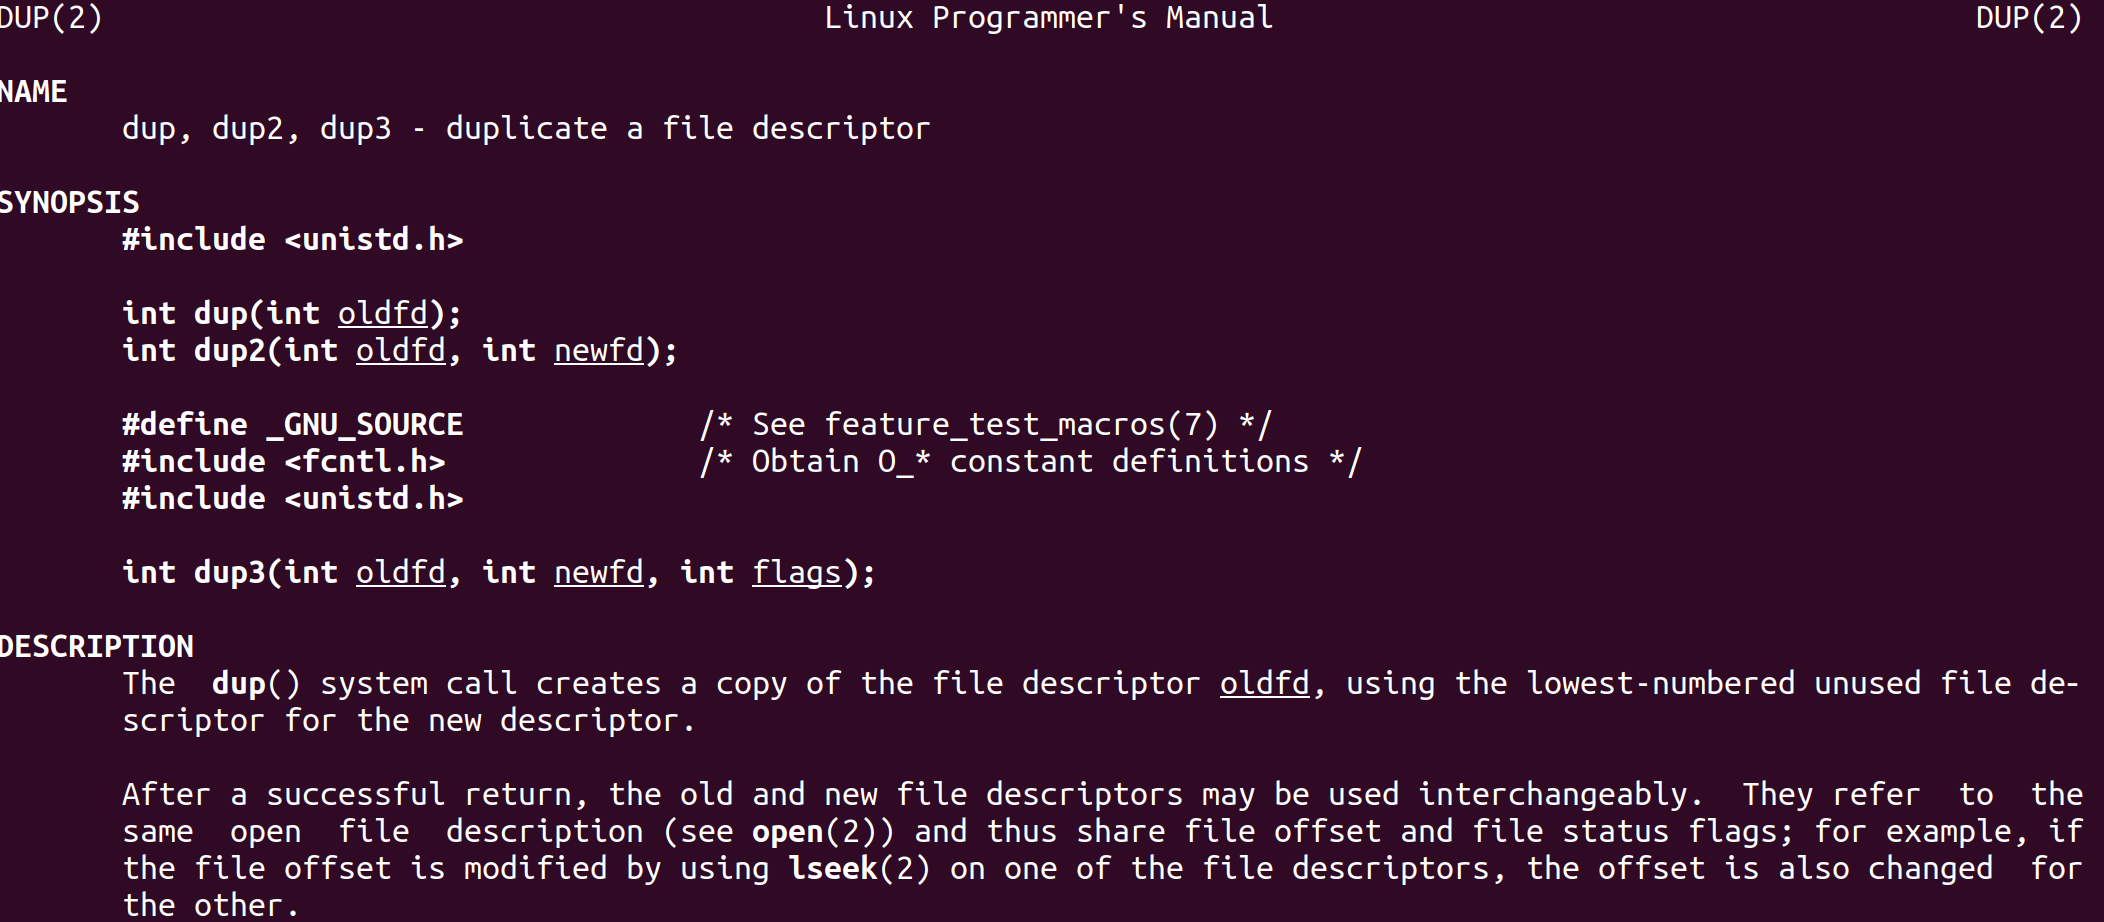 DUP(2) Linux Programmer's Manual DUP(2)
NAME
dup, dup2, dup3 - duplicate a file descriptor
SYNOPSIS
#include <unistd.h>
int dup(int oldfd);
int dup2(int oldfd, int newfd);
#define _GNU_SOURCE /* See feature_test_macros(7) */
#include <fcntl.h> /* Obtain O_* constant definitions */
#include <unistd.h>
int dup3(int oldfd, int newfd, int flags);
DESCRIPTION
The dup() system call creates a copy of the file descriptor oldfd, using the lowest-numbered unused file de-
scriptor for the new descriptor.
After a successful return, the old and new file descriptors may be used interchangeably. They refer to the
same open file description (see open(2)) and thus share file offset and file status flags; for example, if
the file offset is modified by using lseek(2) on one of the file descriptors, the offset is also changed for
the other.